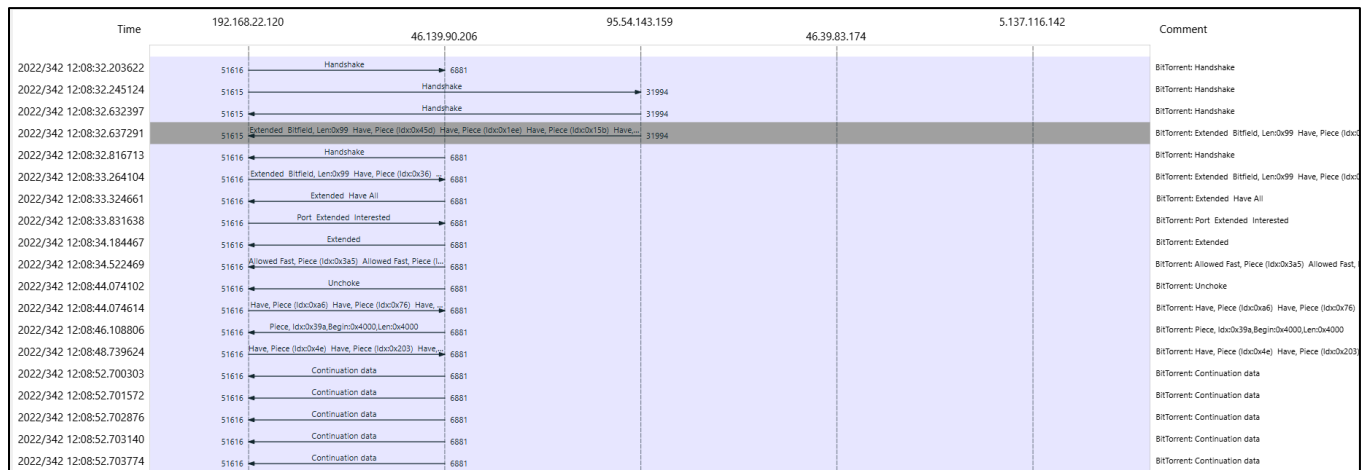 Time 192.168.22.120 46.139.90.206 95.54.143.159 46.39.83.174 5.137.116.142 Comment
2022/342 12:08:32.203622 51616 Handshake 6881 BitTorrent: Handshake
2022/342 12:08:32.245124 51615 Handshake 31994 BitTorrent: Handshake
2022/342 12:08:32.632397 51615 Handshake 31994 BitTorrent: Handshake
2022/342 12:08:32.637291 51615 Extended Bitfield, Len:0x99 Have, Piece (Idx:0x45d) Have, Piece (Idx:0x1ee) Have, Piece (Idx:0x15b) Have,... 31994 BitTorrent: Extended Bitfield, Len:0x99 Have, Piece (Idx:0
2022/342 12:08:32.816713 51616 Handshake 6881 BitTorrent: Handshake
2022/342 12:08:33.264104 51616 Extended Bitfield, Len:0x99 Have, Piece (Idx:0x36) ... 6881 BitTorrent: Extended Bitfield, Len:0x99 Have, Piece (Idx:0
2022/342 12:08:33.324661 51616 Extended Have All 6881 BitTorrent: Extended Have All
2022/342 12:08:33.831638 51616 Port Extended Interested 6881 BitTorrent: Port Extended Interested
2022/342 12:08:34.184467 51616 Extended 6881 BitTorrent: Extended
2022/342 12:08:34.522469 51616 Allowed Fast, Piece (Idx:0x3a5) Allowed Fast, Piece (I... 6881 BitTorrent: Allowed Fast, Piece (Idx:0x3a5) Allowed Fast,
2022/342 12:08:44.074102 51616 Unchoke 6881 BitTorrent: Unchoke
2022/342 12:08:44.074614 51616 Have, Piece (Idx:0xa6) Have, Piece (Idx:0x76) Have, ... 6881 BitTorrent: Have, Piece (Idx:0xa6) Have, Piece (Idx:0x76)
2022/342 12:08:46.108806 51616 Piece, Idx:0x39a,Begin:0x4000,Len:0x4000 6881 BitTorrent: Piece, Idx:0x39a,Begin:0x4000,Len:0x4000
2022/342 12:08:48.739624 51616 Have, Piece (Idx:0x4e) Have, Piece (Idx:0x203) Have,... 6881 BitTorrent: Have, Piece (Idx:0x4e) Have, Piece (Idx:0x203)
2022/342 12:08:52.700303 51616 Continuation data 6881 BitTorrent: Continuation data
2022/342 12:08:52.701572 51616 Continuation data 6881 BitTorrent: Continuation data
2022/342 12:08:52.702876 51616 Continuation data 6881 BitTorrent: Continuation data
2022/342 12:08:52.703140 51616 Continuation data 6881 BitTorrent: Continuation data
2022/342 12:08:52.703774 51616 Continuation data 6881 BitTorrent: Continuation data